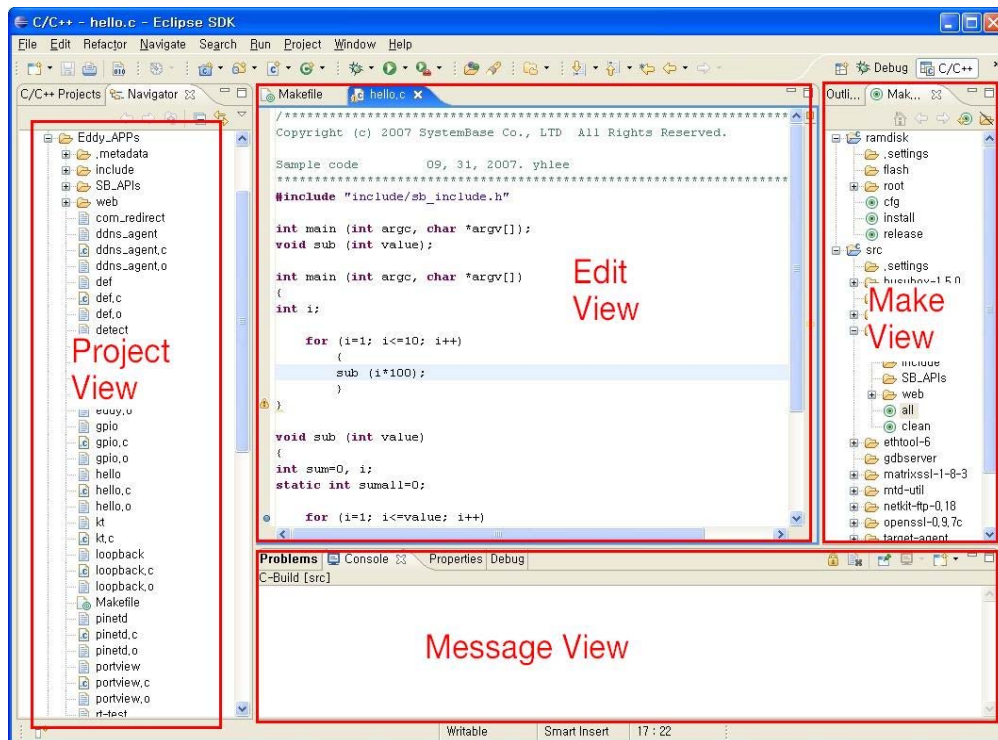 C/C++ - hello.c - Eclipse SDK
File Edit Refactor Navigate Search Run Project Window Help
Debug C/C++
C/C++ Projects Navigator
Eddy_APPs
.metadata
include
SB_APIs
web
com_redirect
ddns_agent
ddns_agent.c
ddns_agent.o
def
def.c
def.o
detect
Project
View
eddy.o
gpio
gpio.c
gpio.o
hello
hello.c
hello.o
kt
kt.c
loopback
loopback.c
loopback.o
Makefile
pinetd
pinetd.c
pinetd.o
portview
portview.c
portview.o
rt-test
Makefile hello.c
/***********************************************************************
Copyright (c) 2007 SystemBase Co., LTD All Rights Reserved.
Sample code 09, 31, 2007. yhlee
************************************************************************
#include "include/sb_include.h"
int main (int argc, char *argv[]);
void sub (int value);
int main (int argc, char *argv[])
{
int i;
for (i=1; i<=10; i++)
{
sub (i*100);
}
}
void sub (int value)
{
int sum=0, i;
static int sumall=0;
for (i=1; i<=value; i++)
Edit
View
Outli... Mak...
ramdisk
.settings
flash
root
cfg
install
release
src
.settings
busybox-1.5.0
Make
View
include
SB_APIs
web
all
clean
ethtool-6
gdbserver
matrixssl-1-8-3
mtd-util
netkit-ftp-0.18
openssl-0.9.7c
target-agent
Problems Console Properties Debug
C-Build [src]
Message View
Writable Smart Insert 17 : 22